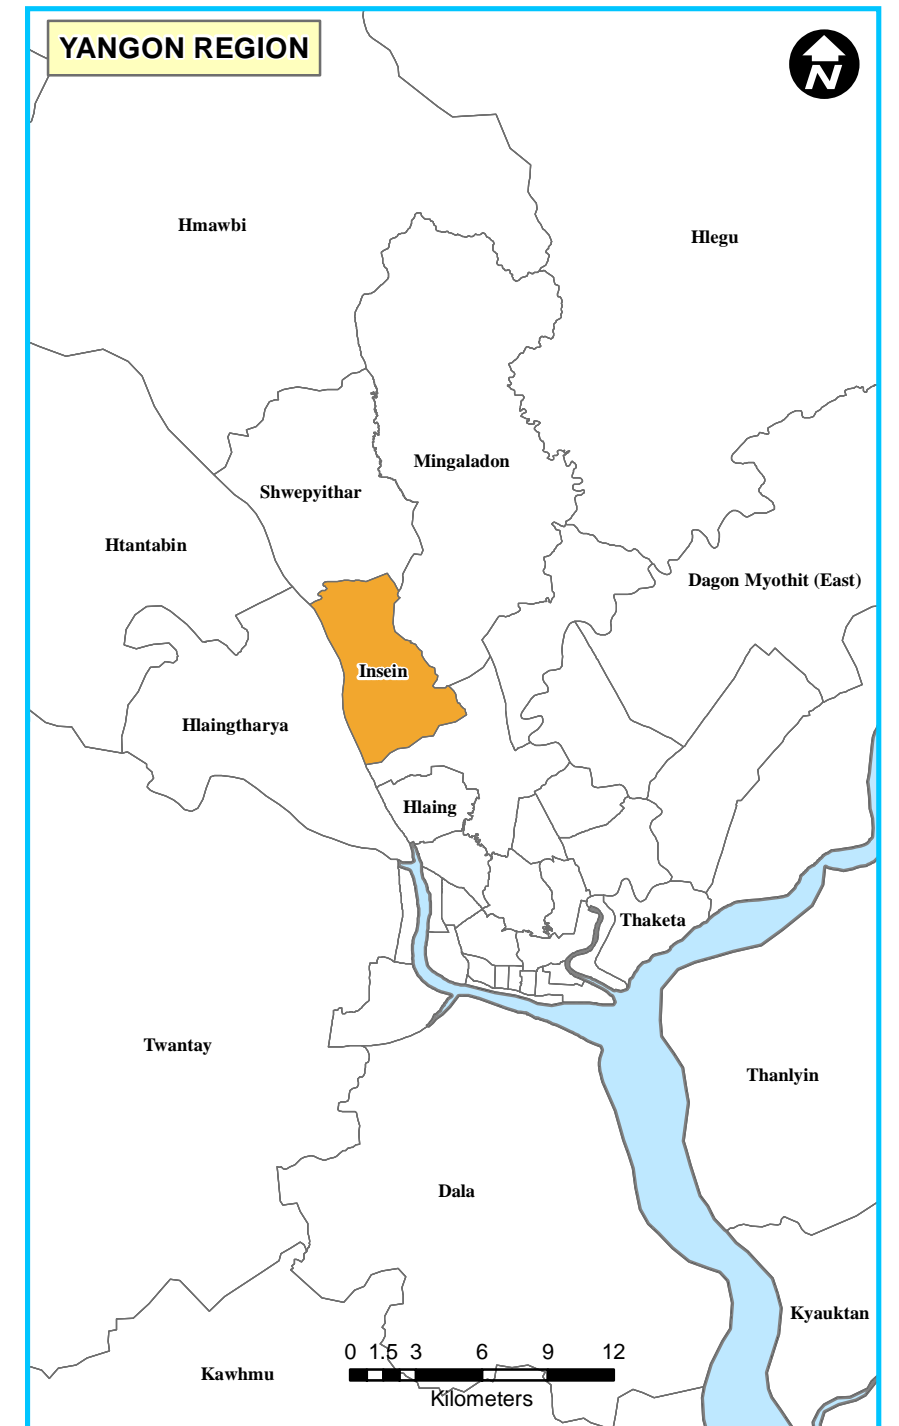 YANGON REGION
N
Hmawbi
Hlegu
Mingaladon
Shwepyithar
Htantabin
Dagon Myothit (East)
Insein
Hlaingtharya
Hlaing
Thaketa
Twantay
Thanlyin
Dala
Kyauktan
Kawhmu
0 1.5 3 6 9 12
Kilometers